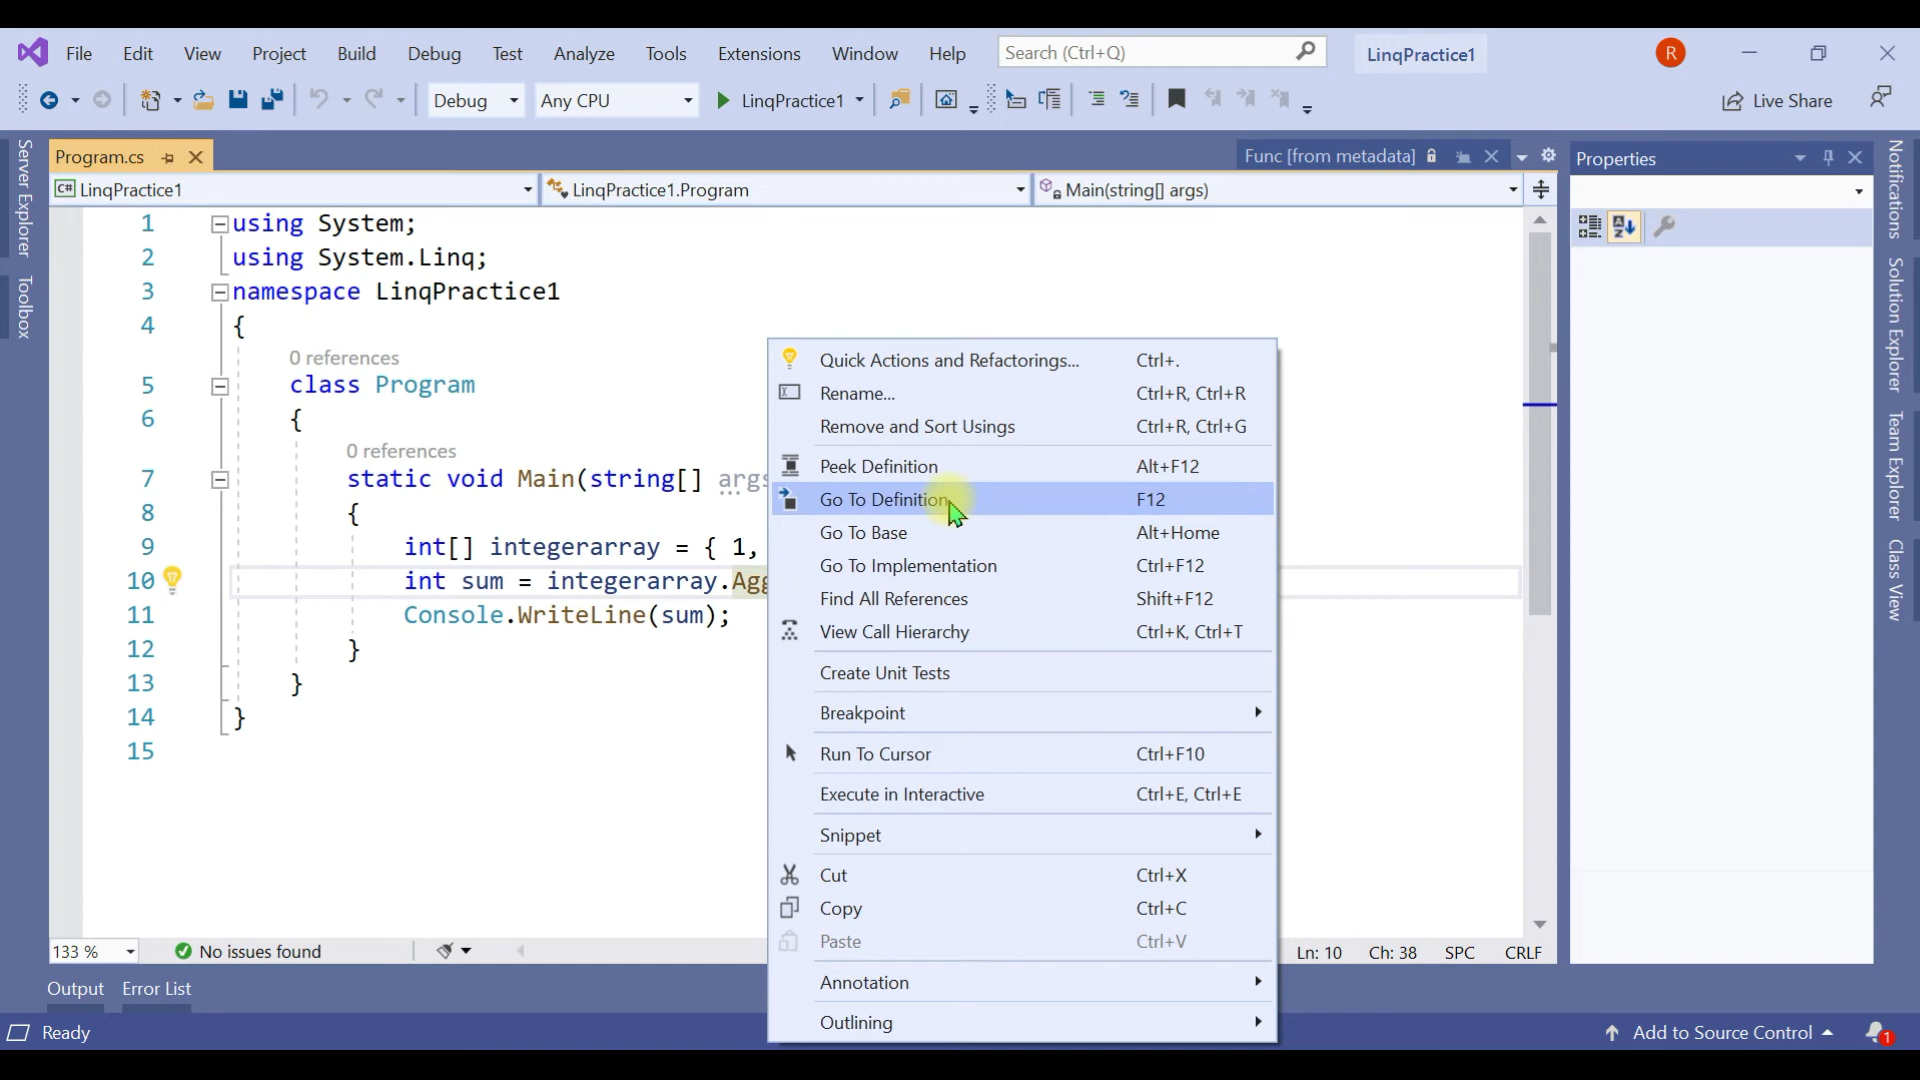 File Edit View Project Build Debug Test Analyze Tools Extensions Window Help Search (Ctrl+Q) LinqPractice1 R
Debug Any CPU LinqPractice1 Live Share
Program.cs Func [from metadata] Properties
C# LinqPractice1 LinqPractice1.Program Main(string[] args)
Server Explorer
Toolbox
Notifications
Solution Explorer
Team Explorer
Class View
1 using System;
2 using System.Linq;
3 namespace LinqPractice1
4 {
0 references
5 class Program
6 {
0 references
7 static void Main(string[] args
8 {
9 int[] integerarray = { 1,
10 int sum = integerarray.Agg
11 Console.WriteLine(sum);
12 }
13 }
14 }
15
Quick Actions and Refactorings... Ctrl+.
Rename... Ctrl+R, Ctrl+R
Remove and Sort Usings Ctrl+R, Ctrl+G
Peek Definition Alt+F12
Go To Definition F12
Go To Base Alt+Home
Go To Implementation Ctrl+F12
Find All References Shift+F12
View Call Hierarchy Ctrl+K, Ctrl+T
Create Unit Tests
Breakpoint
Run To Cursor Ctrl+F10
Execute in Interactive Ctrl+E, Ctrl+E
Snippet
Cut Ctrl+X
Copy Ctrl+C
Paste Ctrl+V
Annotation
Outlining
133 % No issues found Ln: 10 Ch: 38 SPC CRLF
Output Error List
Ready Add to Source Control 1